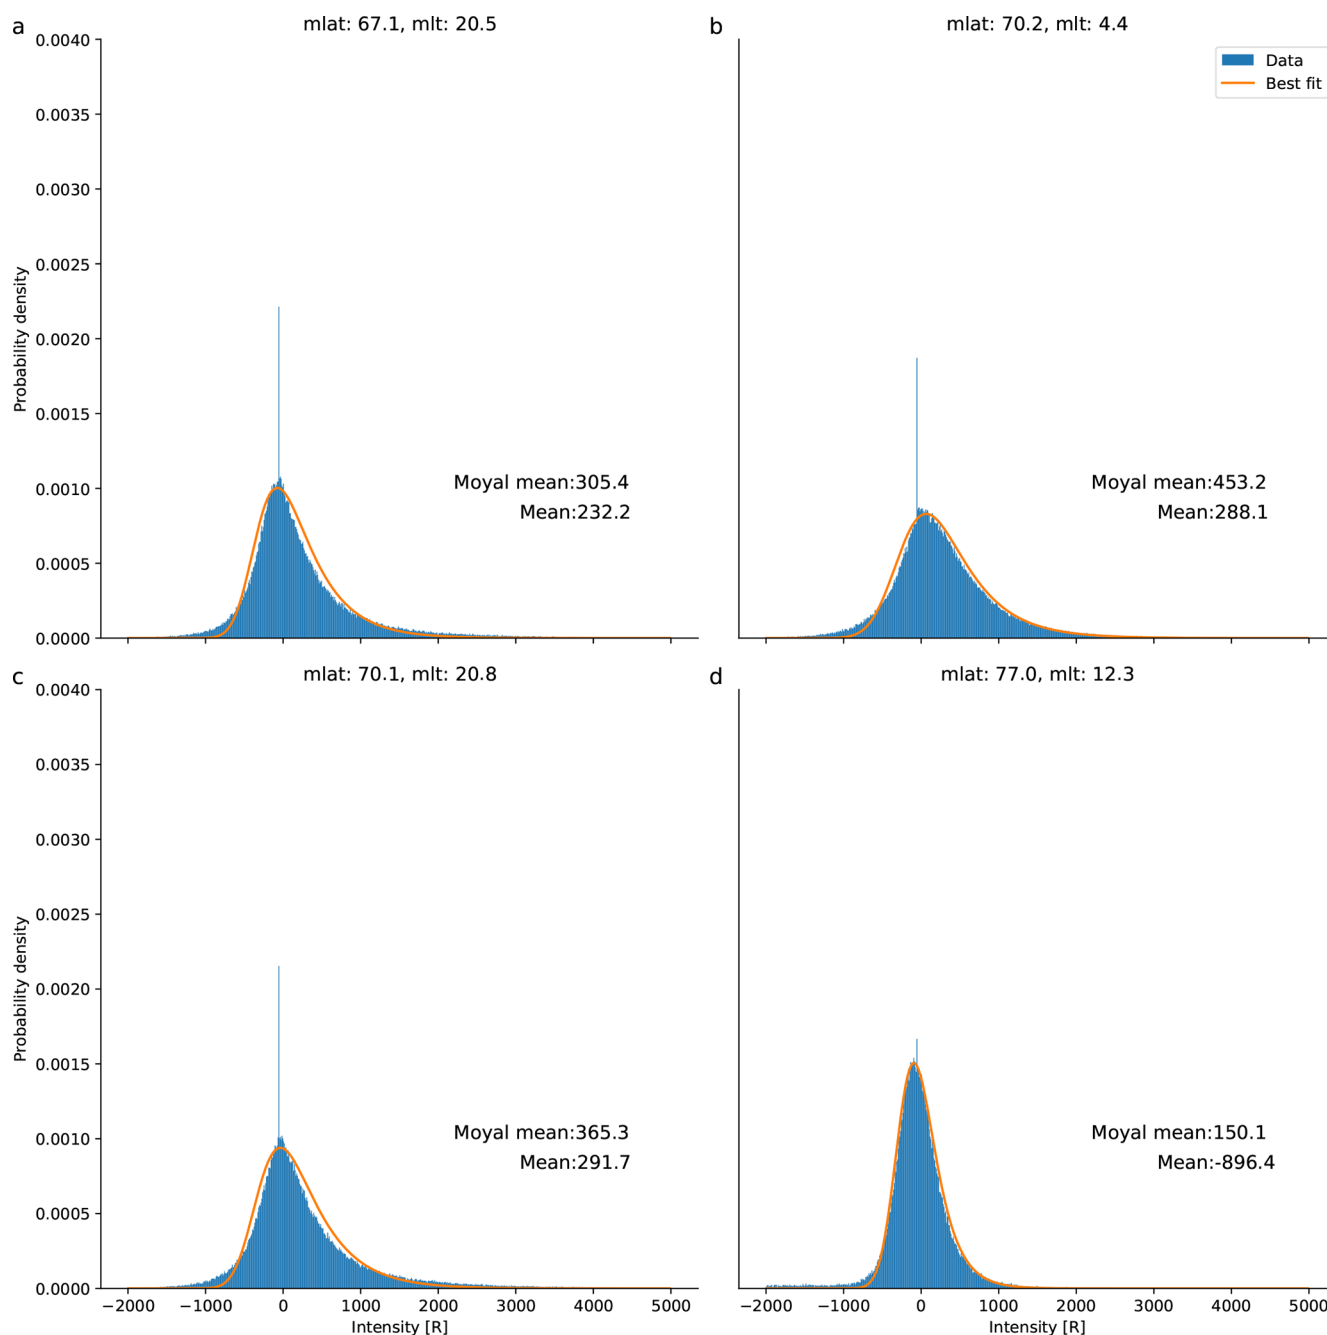 a
mlat: 67.1, mlt: 20.5
0.0040
0.0035
0.0030
0.0025
0.0020
0.0015
0.0010
0.0005
0.0000
Probability density
Moyal mean:305.4
Mean:232.2
b
mlat: 70.2, mlt: 4.4
Data
Best fit
Moyal mean:453.2
Mean:288.1
c
mlat: 70.1, mlt: 20.8
0.0040
0.0035
0.0030
0.0025
0.0020
0.0015
0.0010
0.0005
0.0000
Probability density
Moyal mean:365.3
Mean:291.7
−2000 −1000 0 1000 2000 3000 4000 5000
Intensity [R]
d
mlat: 77.0, mlt: 12.3
Moyal mean:150.1
Mean:-896.4
−2000 −1000 0 1000 2000 3000 4000 5000
Intensity [R]